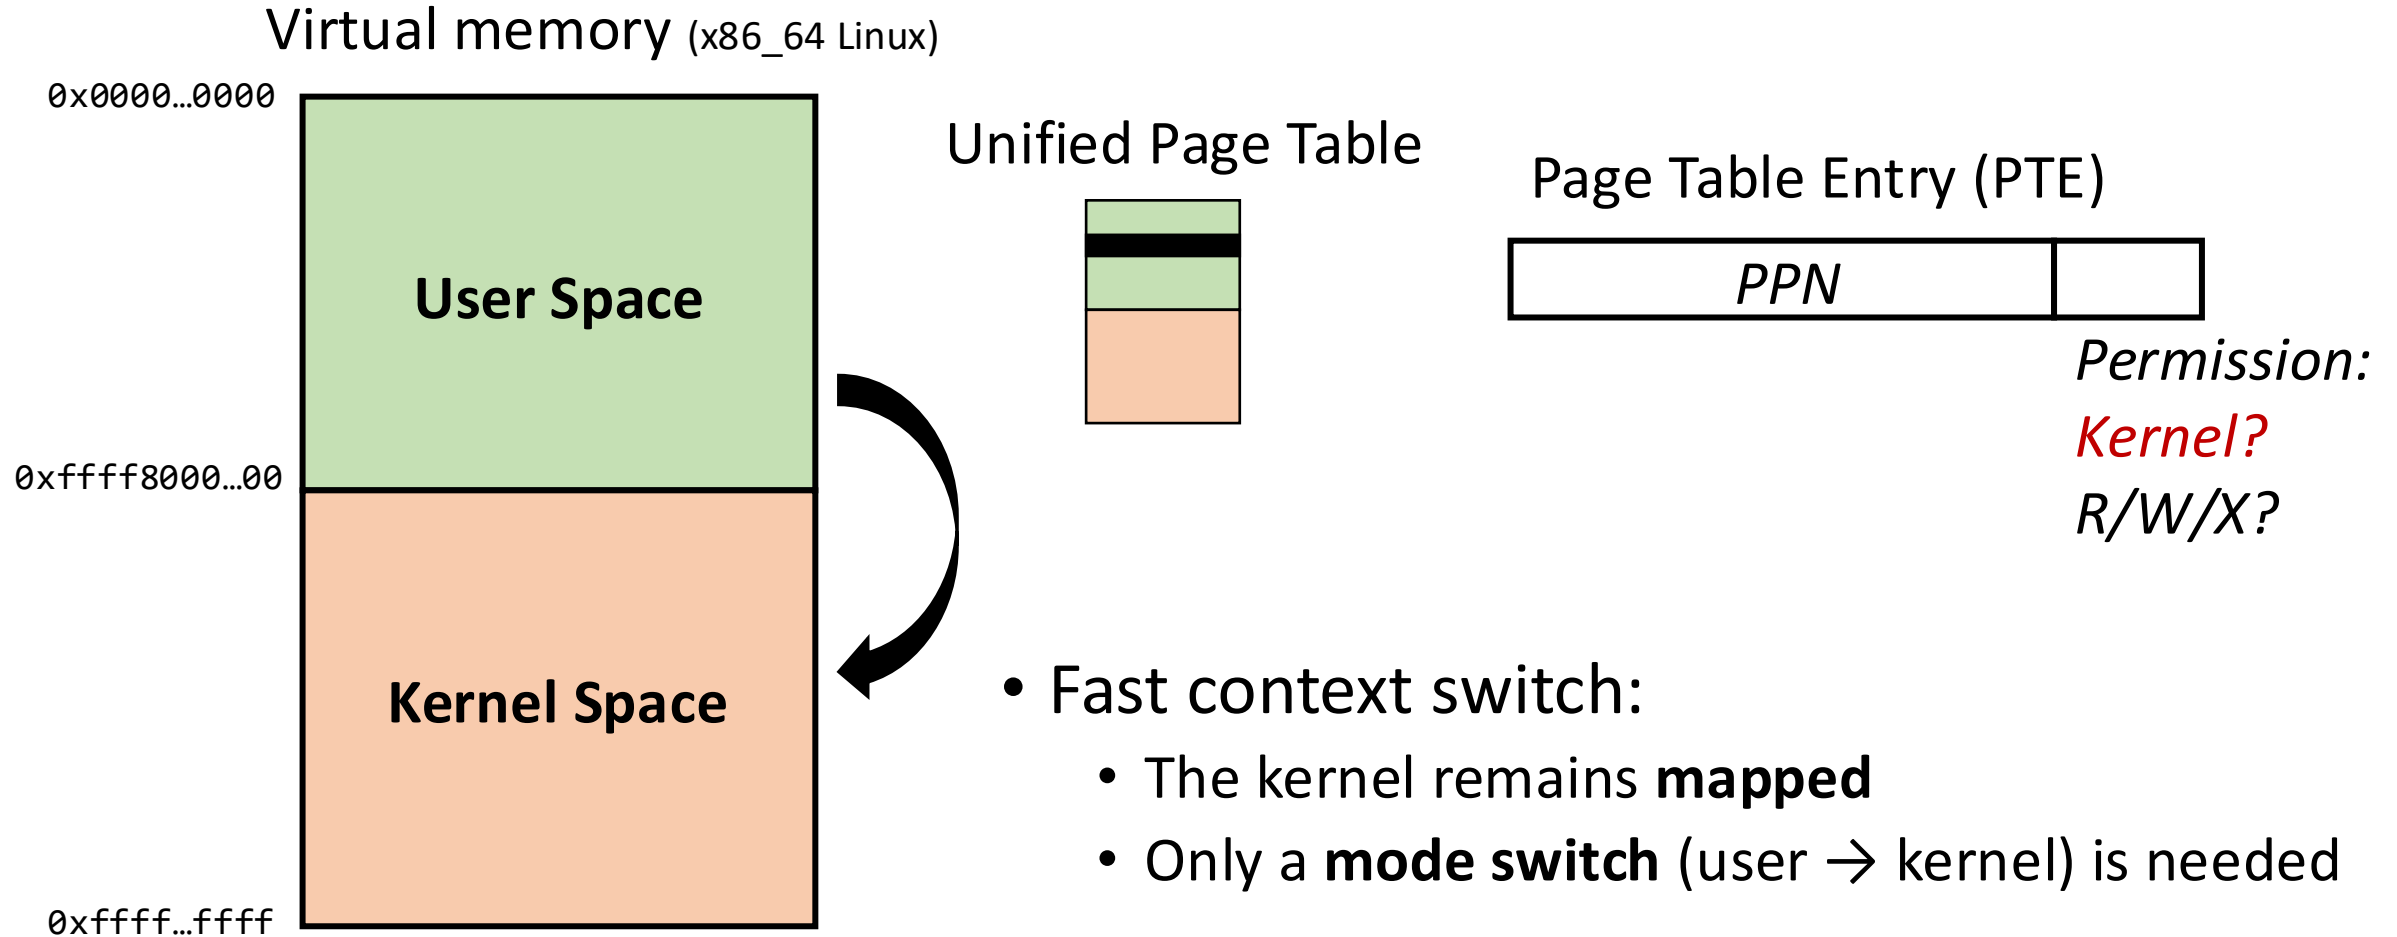 Virtual memory (x86_64 Linux)
0x0000…0000
User Space
0xffff8000…00
Kernel Space
0xffff…ffff
Unified Page Table
Page Table Entry (PTE)
PPN
Permission:
Kernel?
R/W/X?
• Fast context switch:
• The kernel remains mapped
• Only a mode switch (user → kernel) is needed